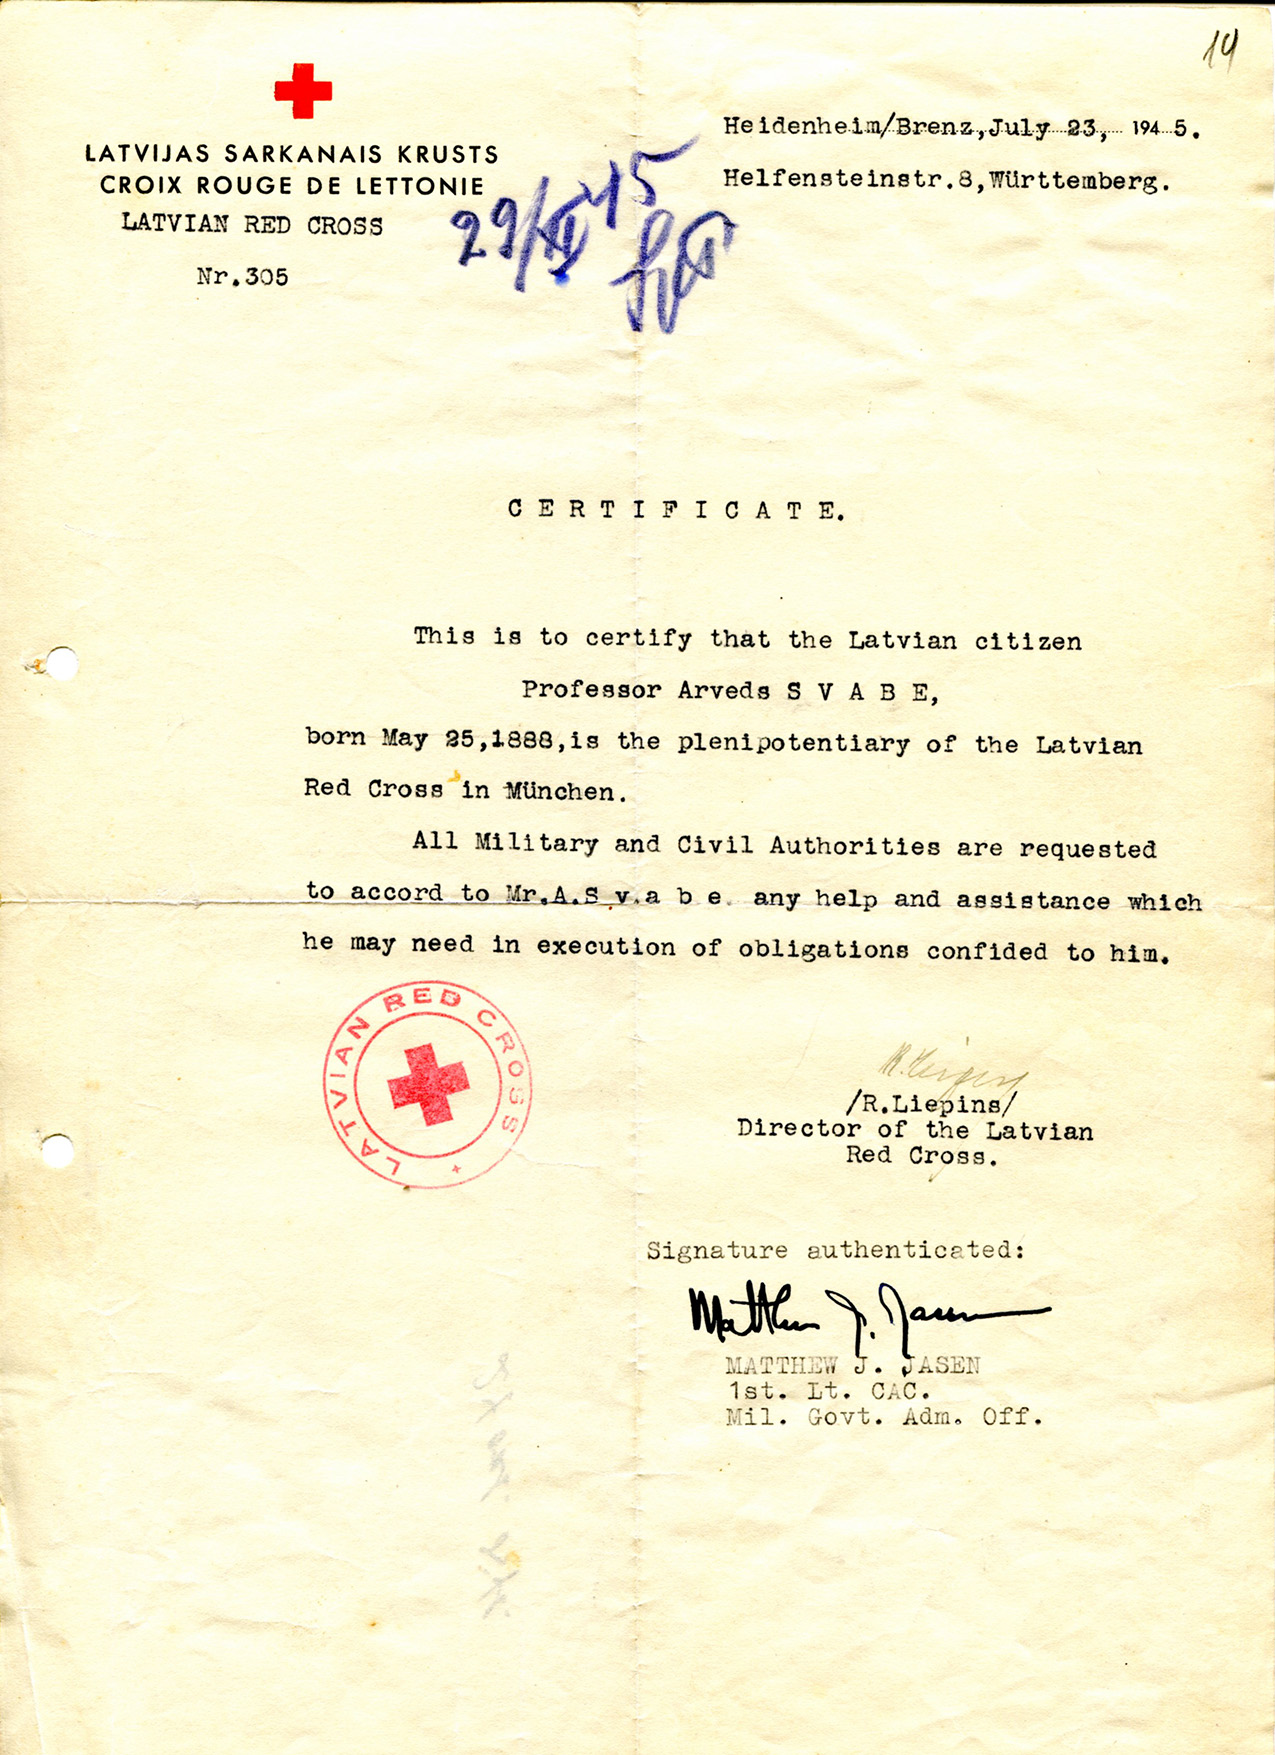 14
LATVIJAS SARKANAIS KRUSTS
CROIX ROUGE DE LETTONIE
LATVIAN RED CROSS
Nr.305
Heidenheim/Brenz,July 23, 1945.
Helfensteinstr.8,Württemberg.
C E R T I F I C A T E.
This is to certify that the Latvian citizen
Professor Arveds S V A B E,
born May 25,1888,is the plenipotentiary of the Latvian
Red Cross in München.
All Military and Civil Authorities are requested
to accord to Mr.A.S v.a b e any help and assistance which
he may need in execution of obligations confided to him.
LATVIAN RED CROSS
/R.Liepins/
Director of the Latvian
Red Cross.
Signature authenticated:
Matthew J. Jasen
MATTHEW J. JASEN
1st. Lt. CAC.
Mil. Govt. Adm. Off.